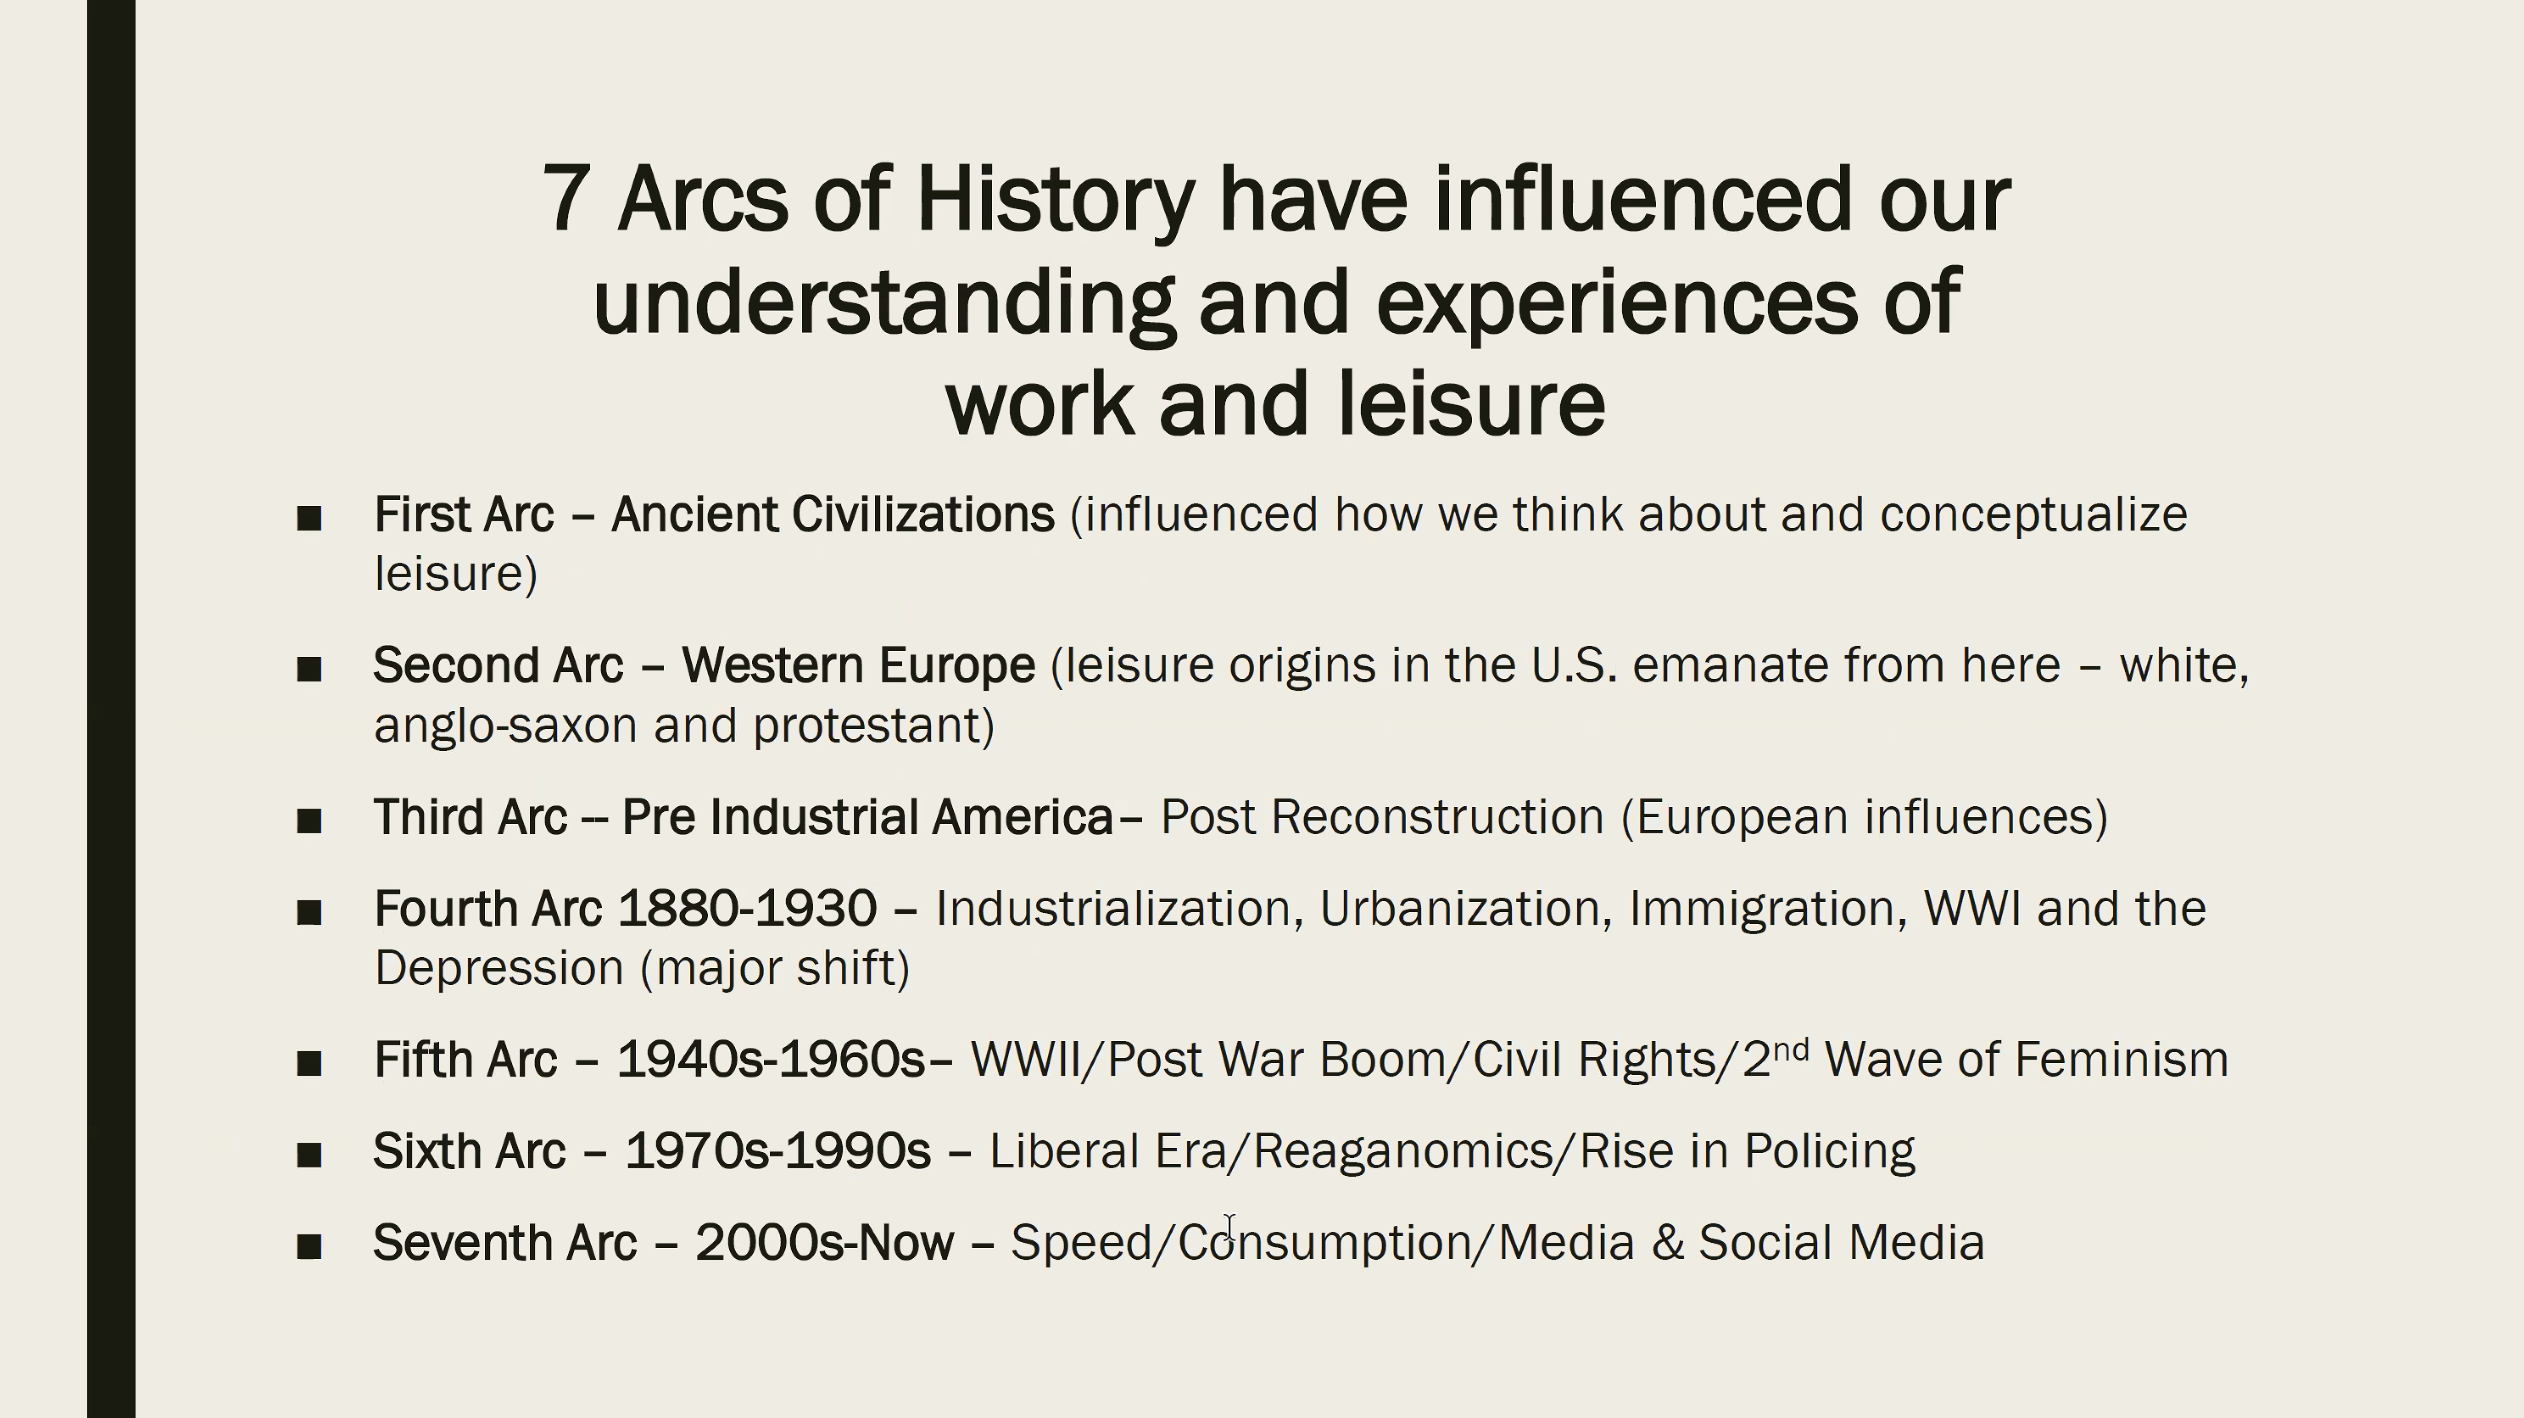 7 Arcs of History have influenced our
understanding and experiences of
work and leisure
■ First Arc – Ancient Civilizations (influenced how we think about and conceptualize
leisure)
■ Second Arc – Western Europe (leisure origins in the U.S. emanate from here – white,
anglo-saxon and protestant)
■ Third Arc -- Pre Industrial America– Post Reconstruction (European influences)
■ Fourth Arc 1880-1930 – Industrialization, Urbanization, Immigration, WWI and the
Depression (major shift)
■ Fifth Arc – 1940s-1960s– WWII/Post War Boom/Civil Rights/2nd Wave of Feminism
■ Sixth Arc – 1970s-1990s – Liberal Era/Reaganomics/Rise in Policing
■ Seventh Arc – 2000s-Now – Speed/Consumption/Media & Social Media